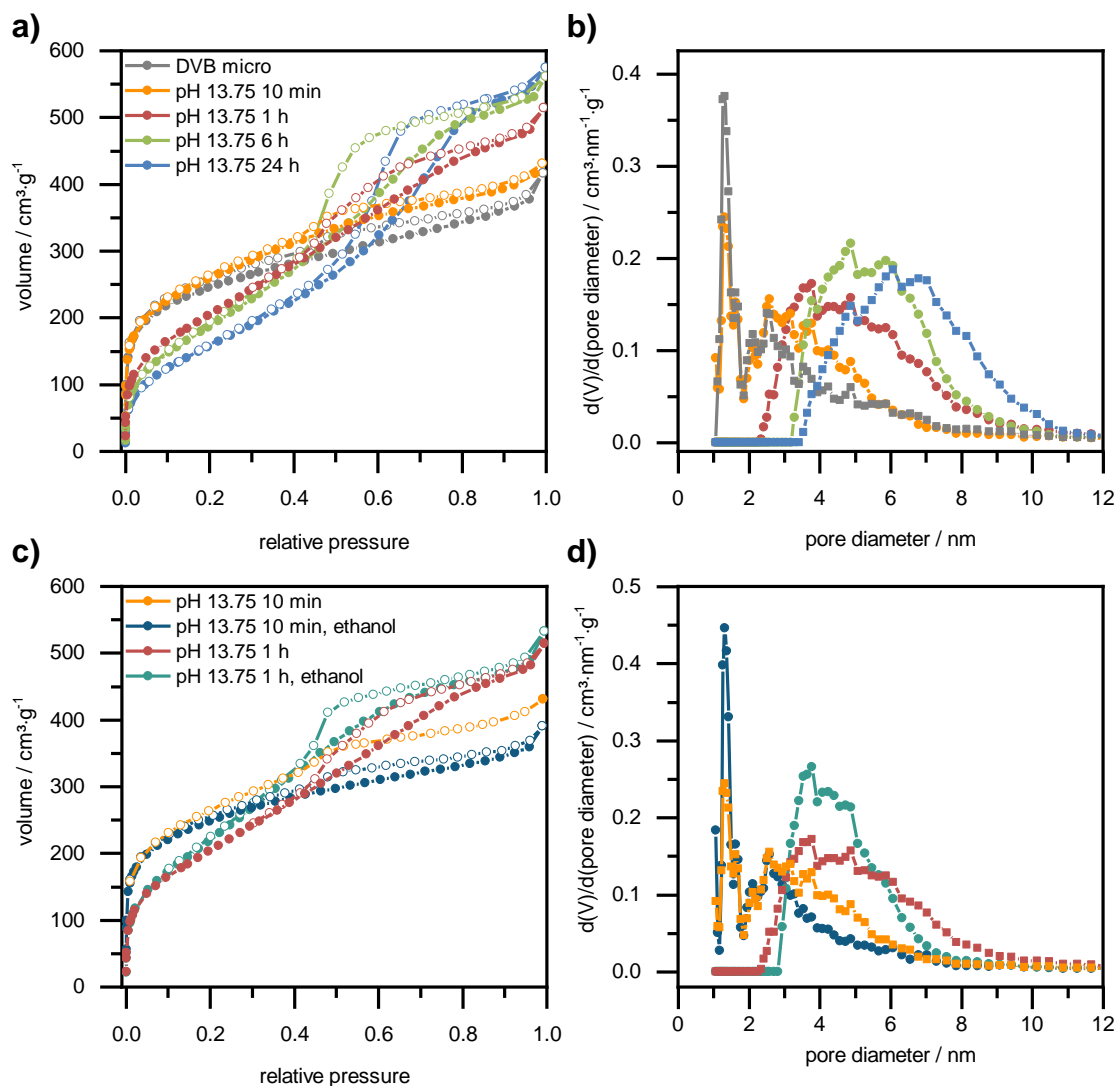 a)
600
500
400
300
200
100
0
volume / cm³·g⁻¹
DVB micro
pH 13.75 10 min
pH 13.75 1 h
pH 13.75 6 h
pH 13.75 24 h
0.0 0.2 0.4 0.6 0.8 1.0
relative pressure
b)
0.4
0.3
0.2
0.1
0.0
d(V)/d(pore diameter) / cm³·nm⁻¹·g⁻¹
0 2 4 6 8 10 12
pore diameter / nm
c)
600
500
400
300
200
100
0
volume / cm³·g⁻¹
pH 13.75 10 min
pH 13.75 10 min, ethanol
pH 13.75 1 h
pH 13.75 1 h, ethanol
0.0 0.2 0.4 0.6 0.8 1.0
relative pressure
d)
0.5
0.4
0.3
0.2
0.1
0.0
d(V)/d(pore diameter) / cm³·nm⁻¹·g⁻¹
0 2 4 6 8 10 12
pore diameter / nm